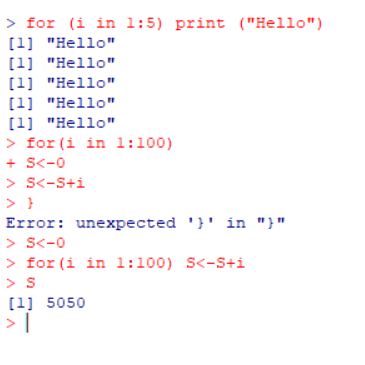 > for (i in 1:5) print ("Hello")
[1] "Hello"
[1] "Hello"
[1] "Hello"
[1] "Hello"
[1] "Hello"
> for(i in 1:100)
+ S<-0
> S<-S+i
> }
Error: unexpected '}' in "}"
> S<-0
> for(i in 1:100) S<-S+i
> S
[1] 5050
>